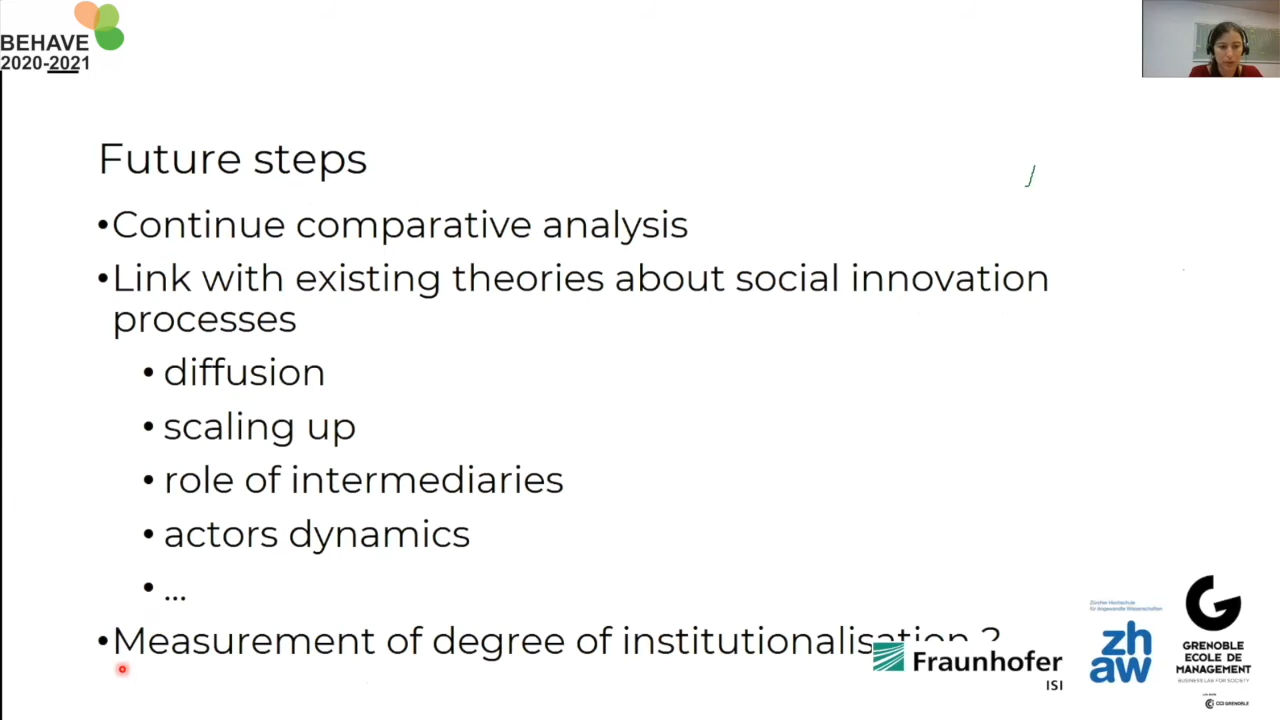 BEHAVE
2020-2021
Future steps
•Continue comparative analysis
•Link with existing theories about social innovation
processes
• diffusion
• scaling up
• role of intermediaries
• actors dynamics
• ...
•Measurement of degree of institutionalisation ?
Fraunhofer
ISI
Zürcher Hochschule
für Angewandte Wissenschaften
zh
aw
GRENOBLE
ECOLE DE
MANAGEMENT
BUSINESS LAB FOR SOCIETY
CCI GRENOBLE